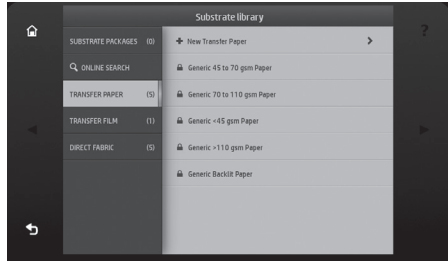 Substrate library
?
SUBSTRATE PACKAGES (0)
ONLINE SEARCH
TRANSFER PAPER (5)
TRANSFER FILM (1)
DIRECT FABRIC (5)
+ New Transfer Paper >
Generic 45 to 70 gsm Paper
Generic 70 to 110 gsm Paper
Generic <45 gsm Paper
Generic >110 gsm Paper
Generic Backlit Paper